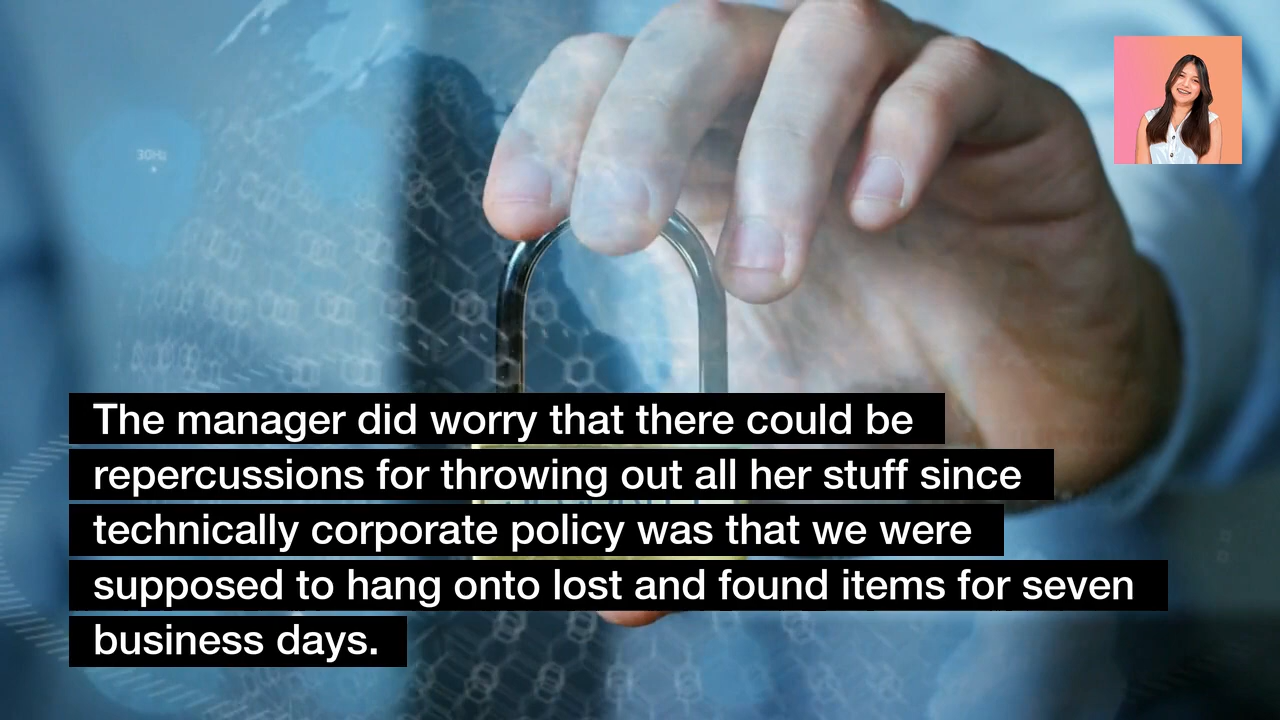 The manager did worry that there could be
repercussions for throwing out all her stuff since
technically corporate policy was that we were
supposed to hang onto lost and found items for seven
business days.